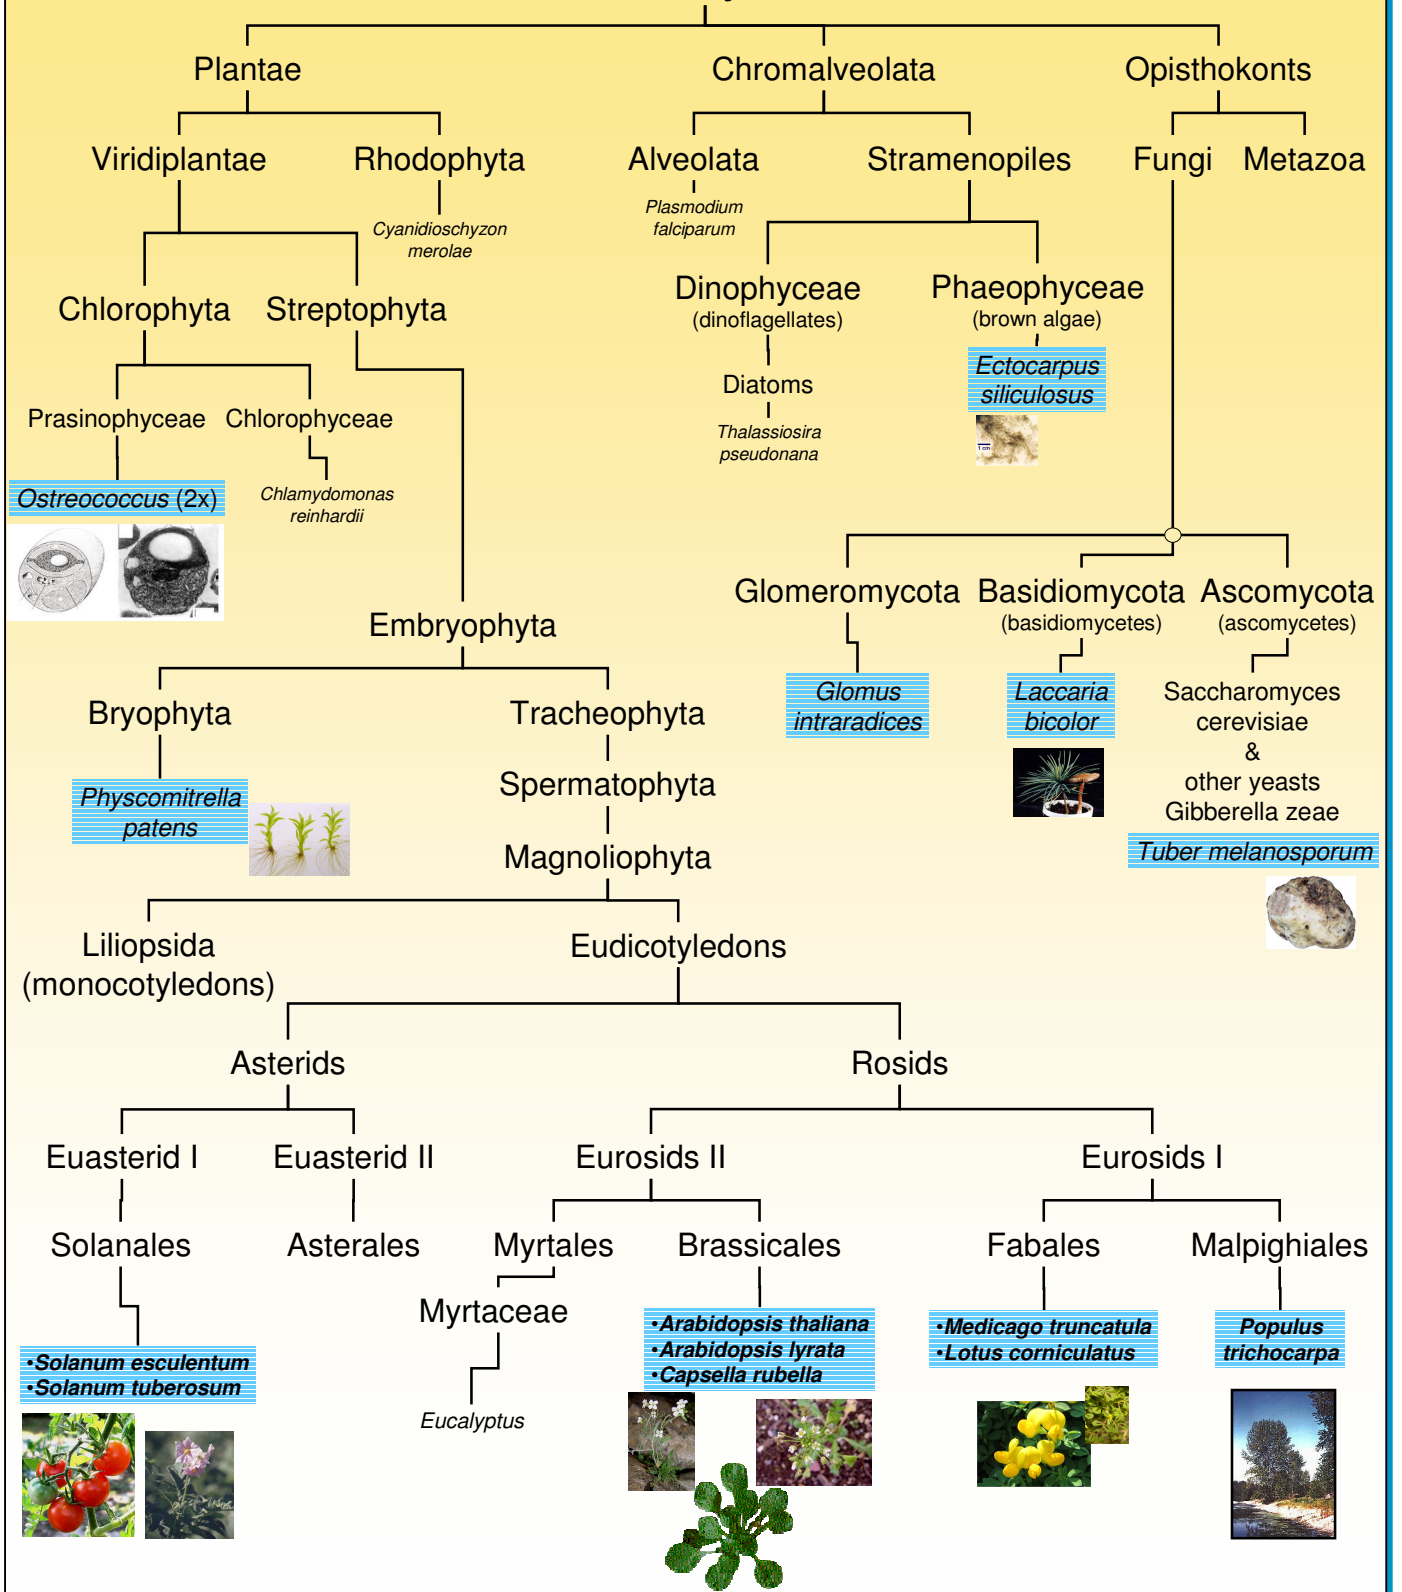 Plantae
Chromalveolata
Opisthokonts
Viridiplantae
Rhodophyta
Alveolata
Stramenopiles
Fungi
Metazoa
Cyanidioschyzon
merolae
Plasmodium
falciparum
Chlorophyta
Streptophyta
Dinophyceae
(dinoflagellates)
Phaeophyceae
(brown algae)
Ectocarpus
siliculosus
1 cm
Diatoms
Thalassiosira
pseudonana
Prasinophyceae
Chlorophyceae
Ostreococcus (2x)
Chlamydomonas
reinhardii
Glomeromycota
Basidiomycota
(basidiomycetes)
Ascomycota
(ascomycetes)
Embryophyta
Glomus
intraradices
Laccaria
bicolor
Saccharomyces
cerevisiae
&
other yeasts
Gibberella zeae
Tuber melanosporum
Bryophyta
Tracheophyta
Physcomitrella
patens
Spermatophyta
Magnoliophyta
Liliopsida
(monocotyledons)
Eudicotyledons
Asterids
Rosids
Euasterid I
Euasterid II
Eurosids II
Eurosids I
Solanales
Asterales
Myrtales
Brassicales
Fabales
Malpighiales
Myrtaceae
Eucalyptus
•Solanum esculentum
•Solanum tuberosum
•Arabidopsis thaliana
•Arabidopsis lyrata
•Capsella rubella
•Medicago truncatula
•Lotus corniculatus
Populus
trichocarpa